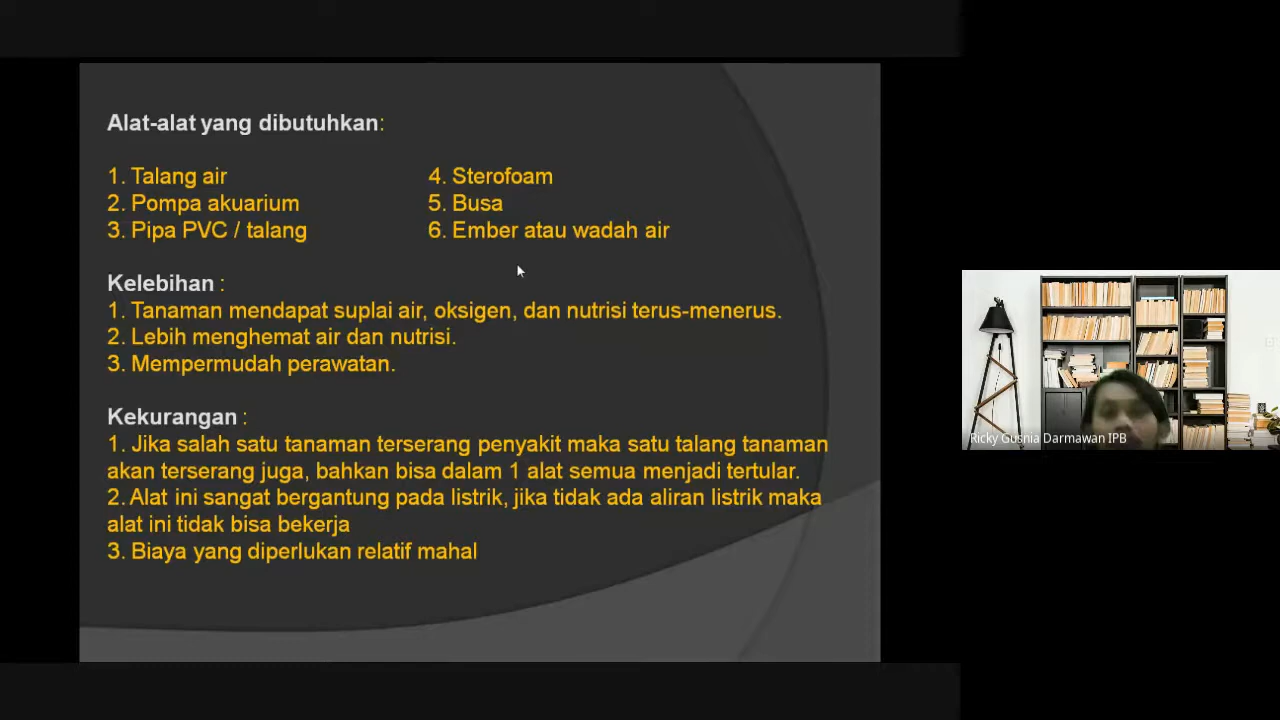 Alat-alat yang dibutuhkan:
1. Talang air
2. Pompa akuarium
3. Pipa PVC / talang
4. Sterofoam
5. Busa
6. Ember atau wadah air
Kelebihan :
1. Tanaman mendapat suplai air, oksigen, dan nutrisi terus-menerus.
2. Lebih menghemat air dan nutrisi.
3. Mempermudah perawatan.
Kekurangan :
1. Jika salah satu tanaman terserang penyakit maka satu talang tanaman
akan terserang juga, bahkan bisa dalam 1 alat semua menjadi tertular.
2. Alat ini sangat bergantung pada listrik, jika tidak ada aliran listrik maka
alat ini tidak bisa bekerja
3. Biaya yang diperlukan relatif mahal
Ricky Gusnia Darmawan IPB